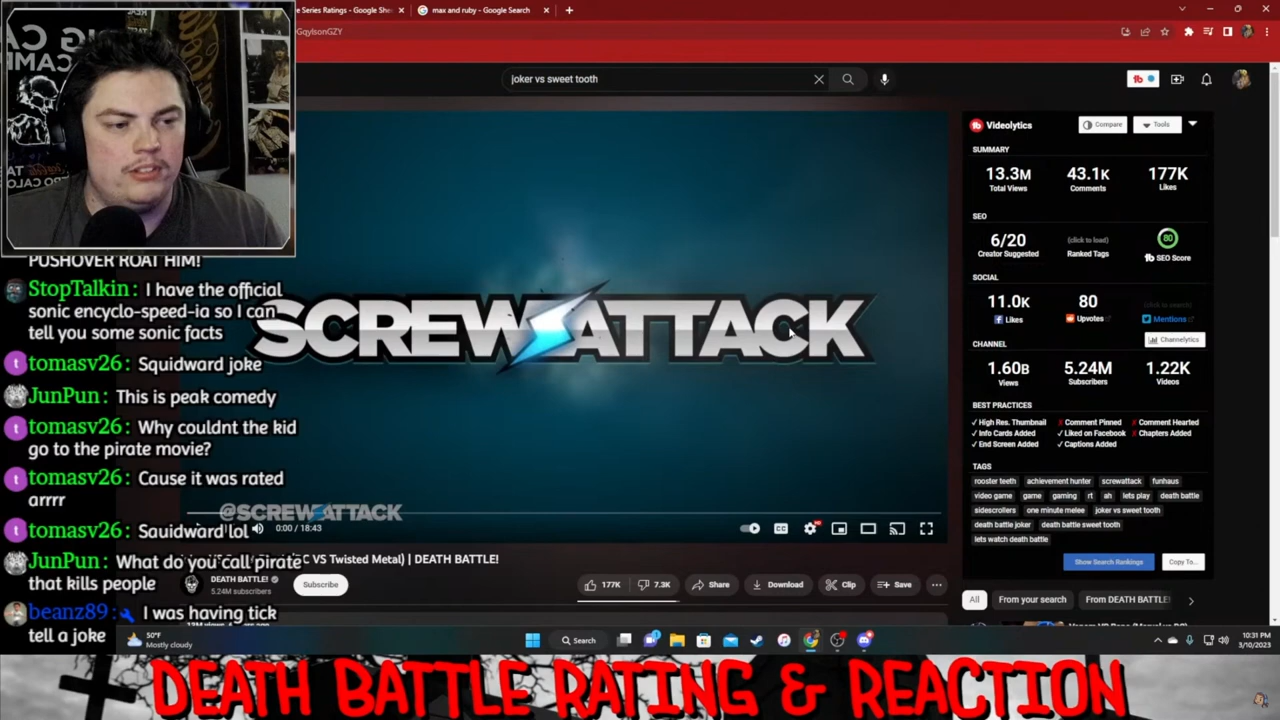 e Series Ratings - Google She
max and ruby - Google Search
GqylsonGZY
joker vs sweet tooth
PUSHOVER ROAT HIM!
StopTalkin: I have the official
sonic encyclo-speed-ia so I can
tell you some sonic facts
tomasv26: Squidward joke
JunPun: This is peak comedy
tomasv26: Why couldnt the kid
go to the pirate movie?
tomasv26: Cause it was rated
arrrr
tomasv26: Sauidward lol
JunPun: What do you call pirate
that kills people
beanz89: I was having tick
tell a joke
SCREWATTACK
@SCREWATTACK
0:00 / 18:43
C VS Twisted Metal) | DEATH BATTLE!
DEATH BATTLE!
5.24M subscribers
Subscribe
177K
7.3K
Share
Download
Clip
Save
Videolytics
Compare
Tools
SUMMARY
13.3M 43.1K 177K
Total Views Comments Likes
SEO
6/20 (click to load) 80
Creator Suggested Ranked Tags tb SEO Score
SOCIAL
11.0K 80 (click to search)
Likes Upvotes Mentions
CHANNEL
Channelytics
1.60B 5.24M 1.22K
Views Subscribers Videos
BEST PRACTICES
✓ High Res. Thumbnail ✗ Comment Pinned ✗ Comment Hearted
✓ Info Cards Added ✓ Liked on Facebook ✗ Chapters Added
✓ End Screen Added ✓ Captions Added
TAGS
rooster teeth achievement hunter screwattack funhaus
video game game gaming rt ah lets play death battle
sidescrollers one minute melee joker vs sweet tooth
death battle joker death battle sweet tooth
lets watch death battle
Show Search Rankings
Copy To...
All
From your search
From DEATH BATTLE!
50°F
Mostly cloudy
Search
10:31 PM
3/10/2023
DEATH BATTLE RATING & REACTION